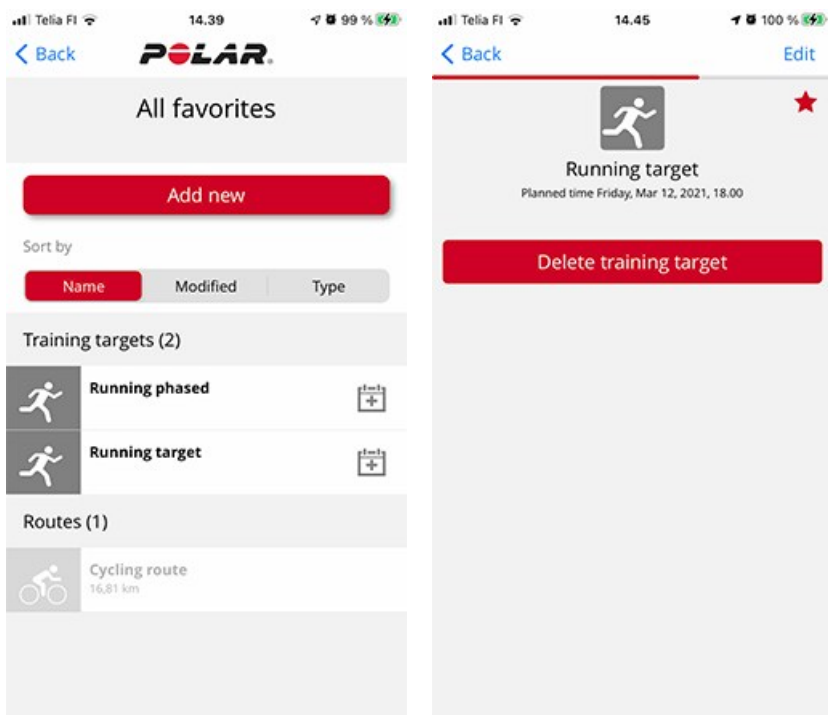 Telia FI 14.39 99 %
Back POLAR.
All favorites
Add new
Sort by
Name Modified Type
Training targets (2)
Running phased
Running target
Routes (1)
Cycling route
16,81 km
Telia FI 14.45 100 %
Back Edit
Running target
Planned time Friday, Mar 12, 2021, 18.00
Delete training target